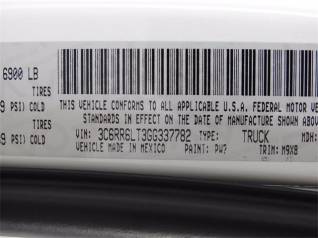 6900 LB
TIRES
9 PSI) COLD
THIS VEHICLE CONFORMS TO ALL APPLICABLE U.S.A. FEDERAL MOTOR VE
TIRES
STANDARDS IN EFFECT ON THE DATE OF MANUFACTURE SHOWN A
39 PSI) COLD
VIN: 3C6RR6LT3GG337782 TYPE: TRUCK MDH:
VEHICLE MADE IN MEXICO PAINT: PW7 TRIM: M9X8